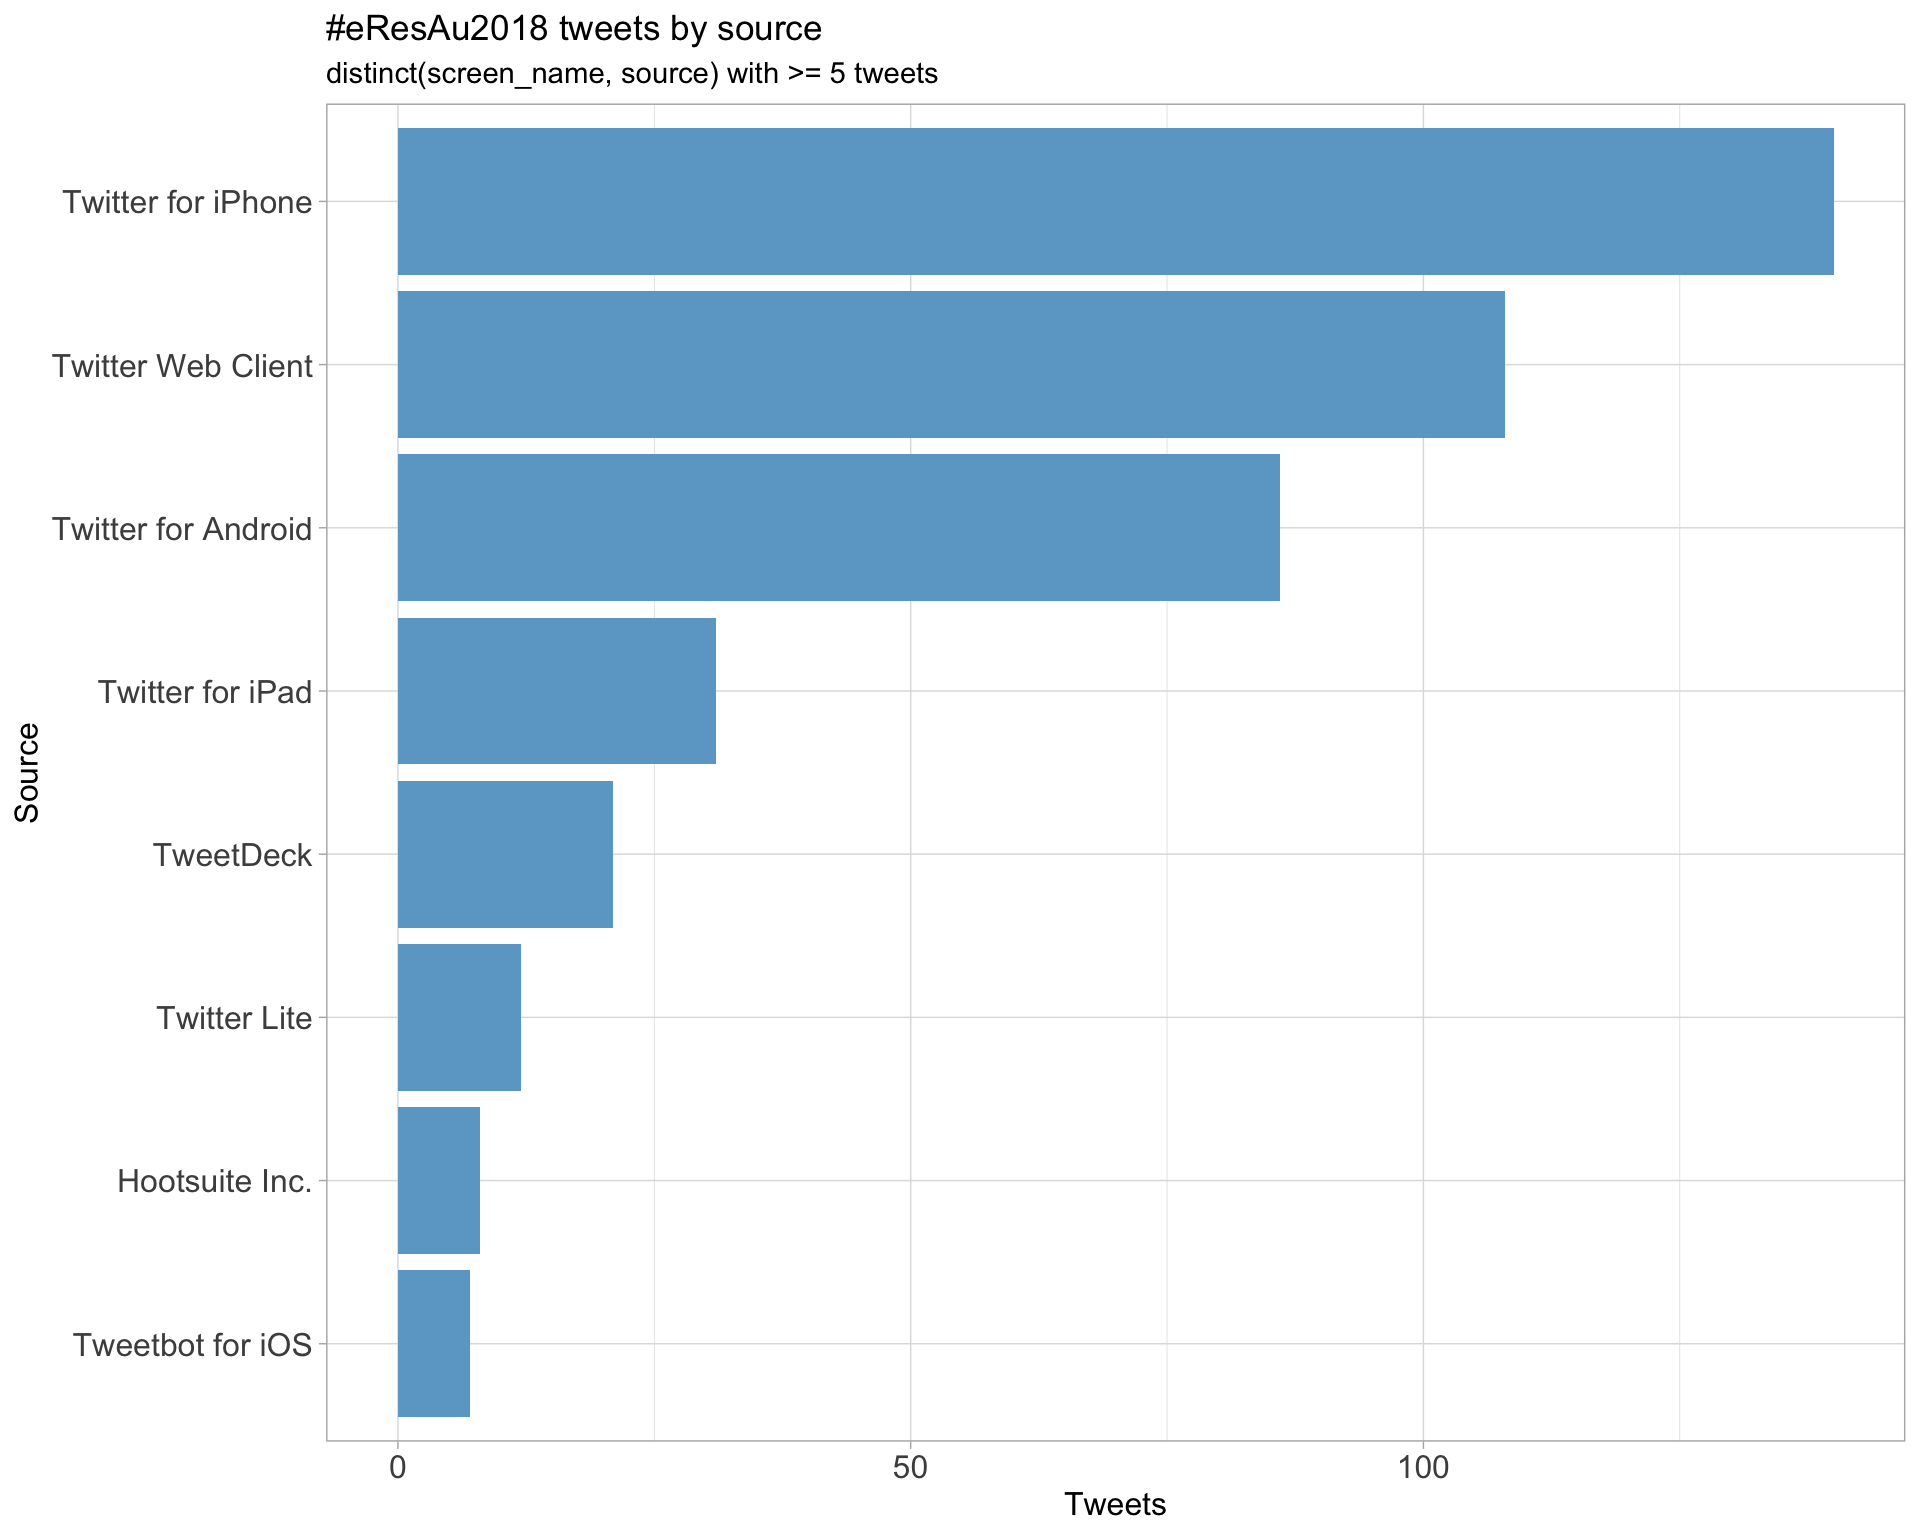 #eResAu2018 tweets by source
distinct(screen_name, source) with >= 5 tweets
Source
Twitter for iPhone
Twitter Web Client
Twitter for Android
Twitter for iPad
TweetDeck
Twitter Lite
Hootsuite Inc.
Tweetbot for iOS
0 50 100
Tweets